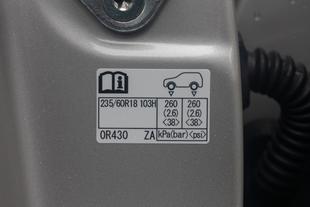 235/60R18 103H 260 260
(2.6) (2.6)
<38> <38>
0R430 ZA kPa(bar)<psi>